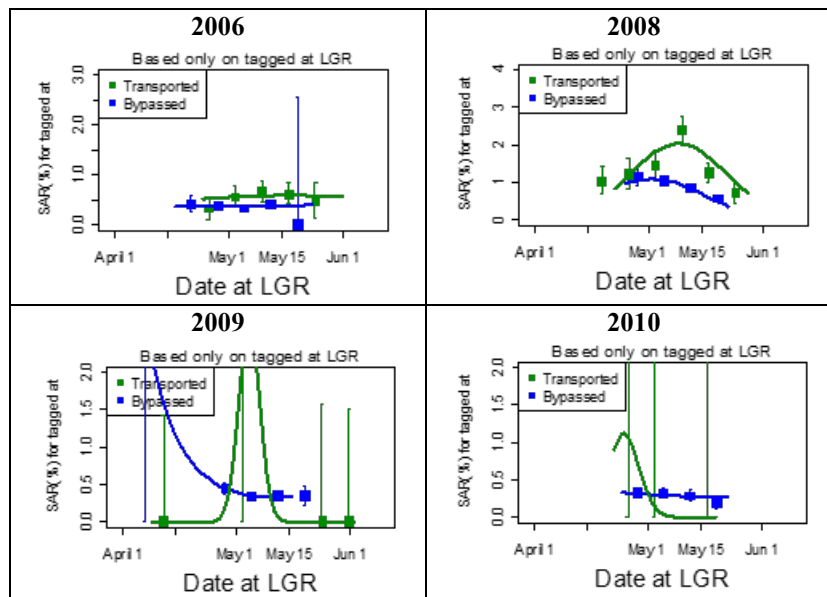 2006
Based only on tagged at LGR
Transported
Bypassed
SAR(%) for tagged at
3.0
2.0
1.0
0.0
April 1
May 1
May 15
Jun 1
Date at LGR
2008
Based only on tagged at LGR
Transported
Bypassed
SAR(%) for tagged at
4
3
2
1
0
April 1
May 1
May 15
Jun 1
Date at LGR
2009
Based only on tagged at LGR
Transported
Bypassed
SAR(%) for tagged at
2.0
1.5
1.0
0.5
0.0
April 1
May 1
May 15
Jun 1
Date at LGR
2010
Based only on tagged at LGR
Transported
Bypassed
SAR(%) for tagged at
2.0
1.5
1.0
0.5
0.0
April 1
May 1
May 15
Jun 1
Date at LGR